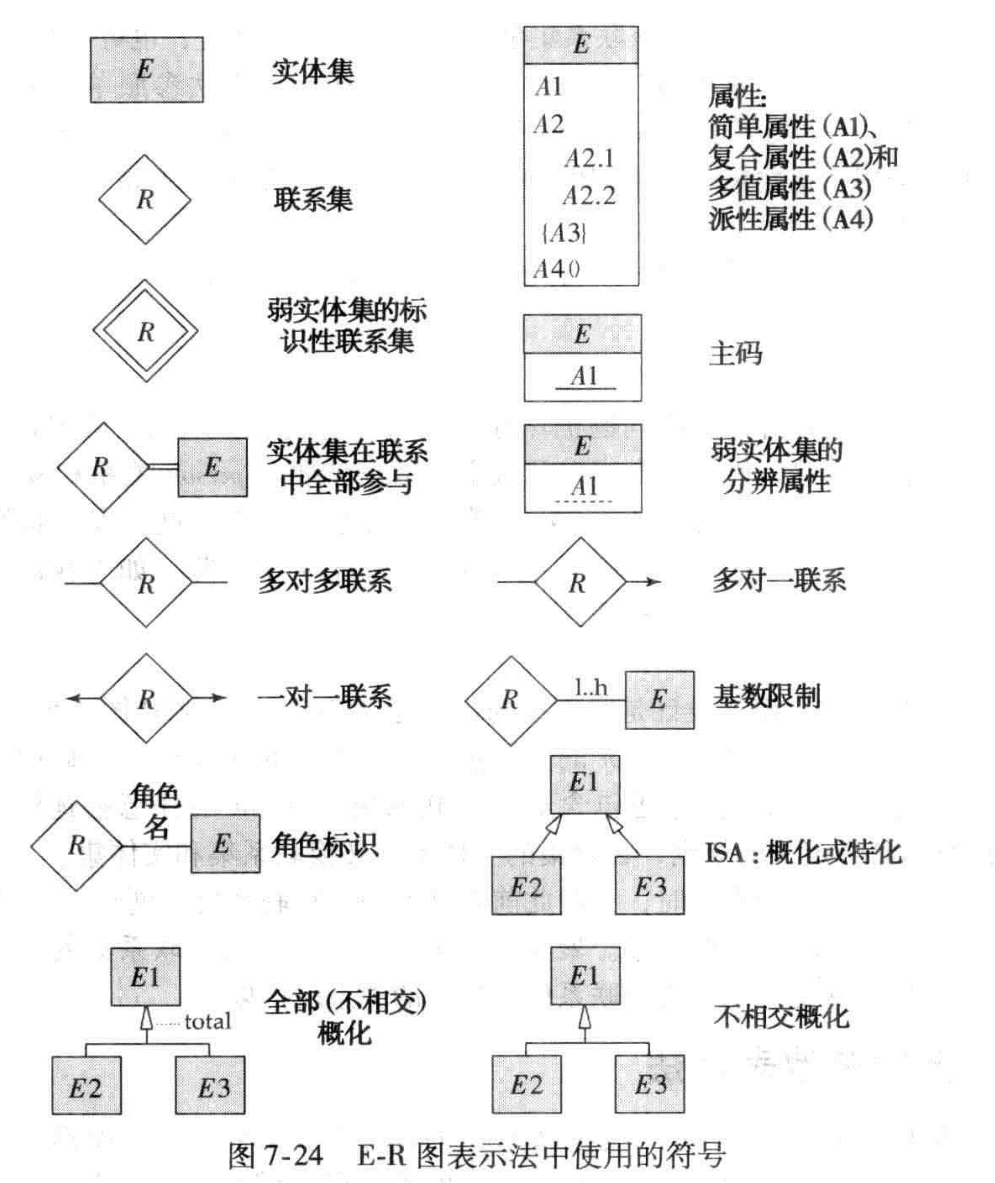 E
实体集
E
A1
A2
A2.1
A2.2
{A3}
A4()
属性:
简单属性(A1)、
复合属性(A2)和
多值属性(A3)
派性属性(A4)
R
联系集
R
弱实体集的标
识性联系集
E
A1
主码
R
E
实体集在联系
中全部参与
E
A1
弱实体集的
分辨属性
R
多对多联系
R
多对一联系
R
一对一联系
R
l..h
E
基数限制
R
角色
名
E
角色标识
E1
E2
E3
ISA:概化或特化
E1
total
E2
E3
全部(不相交)
概化
E1
E2
E3
不相交概化
图 7-24 E-R 图表示法中使用的符号